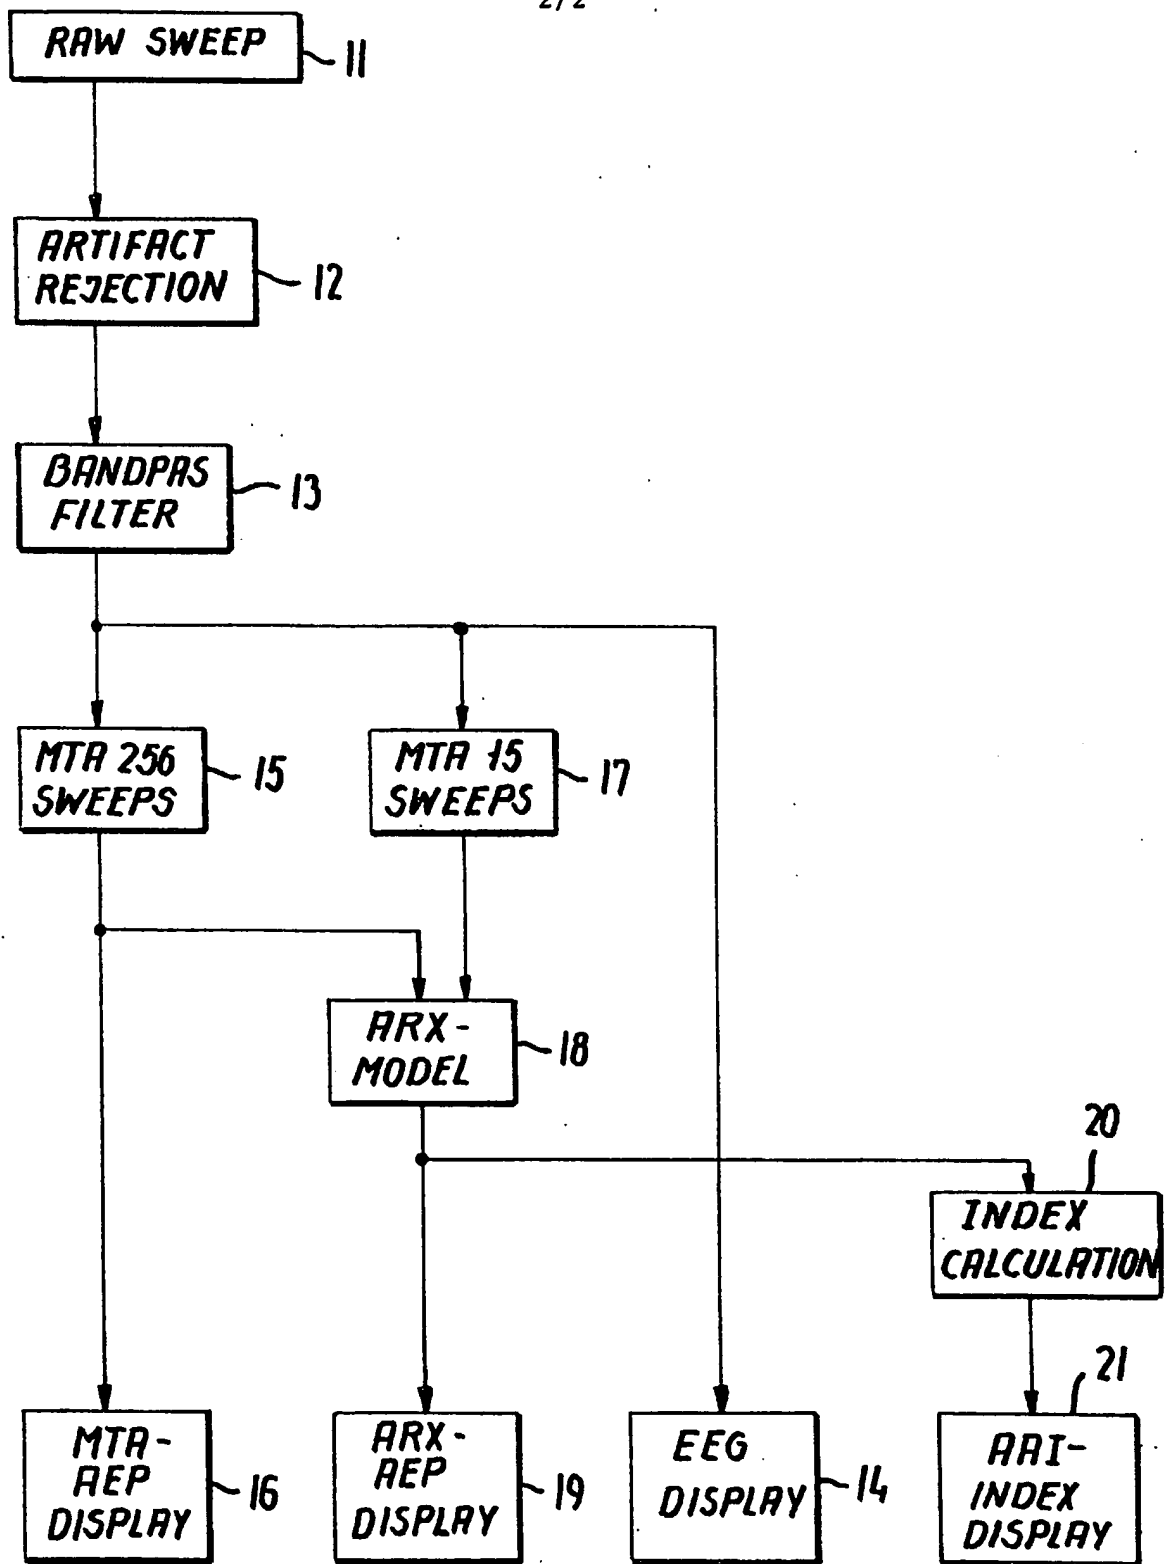 2/2
RAW SWEEP
11
ARTIFACT
REJECTION
12
BANDPAS
FILTER
13
MTA 256
SWEEPS
15
MTA 15
SWEEPS
17
ARX-
MODEL
18
20
INDEX
CALCULATION
21
MTA-
AEP
DISPLAY
16
ARX-
AEP
DISPLAY
19
EEG
DISPLAY
14
AAI-
INDEX
DISPLAY